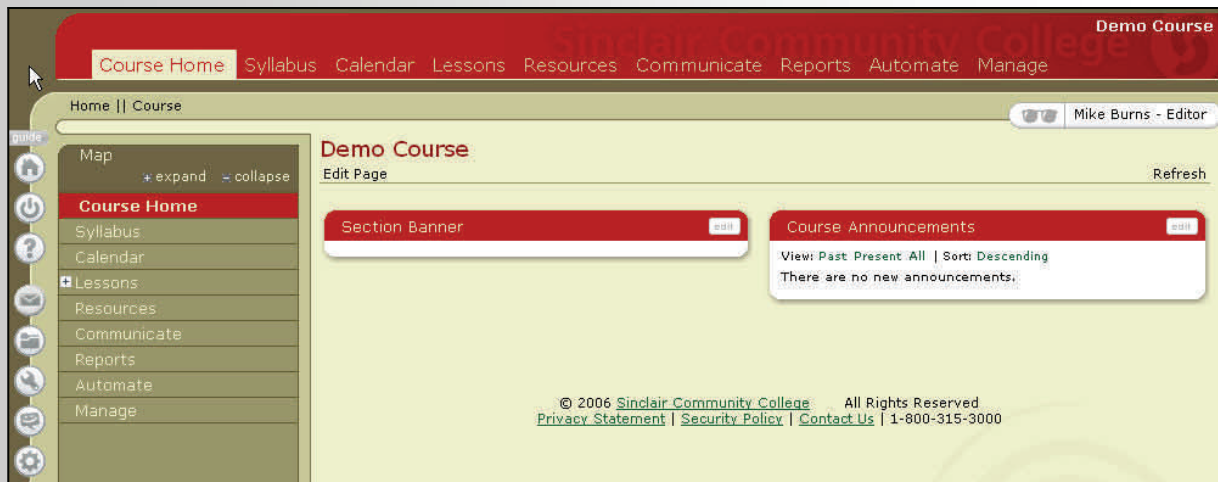 Sinclair Community College
Demo Course
Course Home Syllabus Calendar Lessons Resources Communicate Reports Automate Manage
Home || Course
Mike Burns - Editor
guide
Map
+ expand - collapse
Course Home
Syllabus
Calendar
Lessons
Resources
Communicate
Reports
Automate
Manage
Demo Course
Edit Page Refresh
Section Banner edit
Course Announcements edit
View: Past Present All | Sort: Descending
There are no new announcements.
© 2006 Sinclair Community College All Rights Reserved
Privacy Statement | Security Policy | Contact Us | 1-800-315-3000